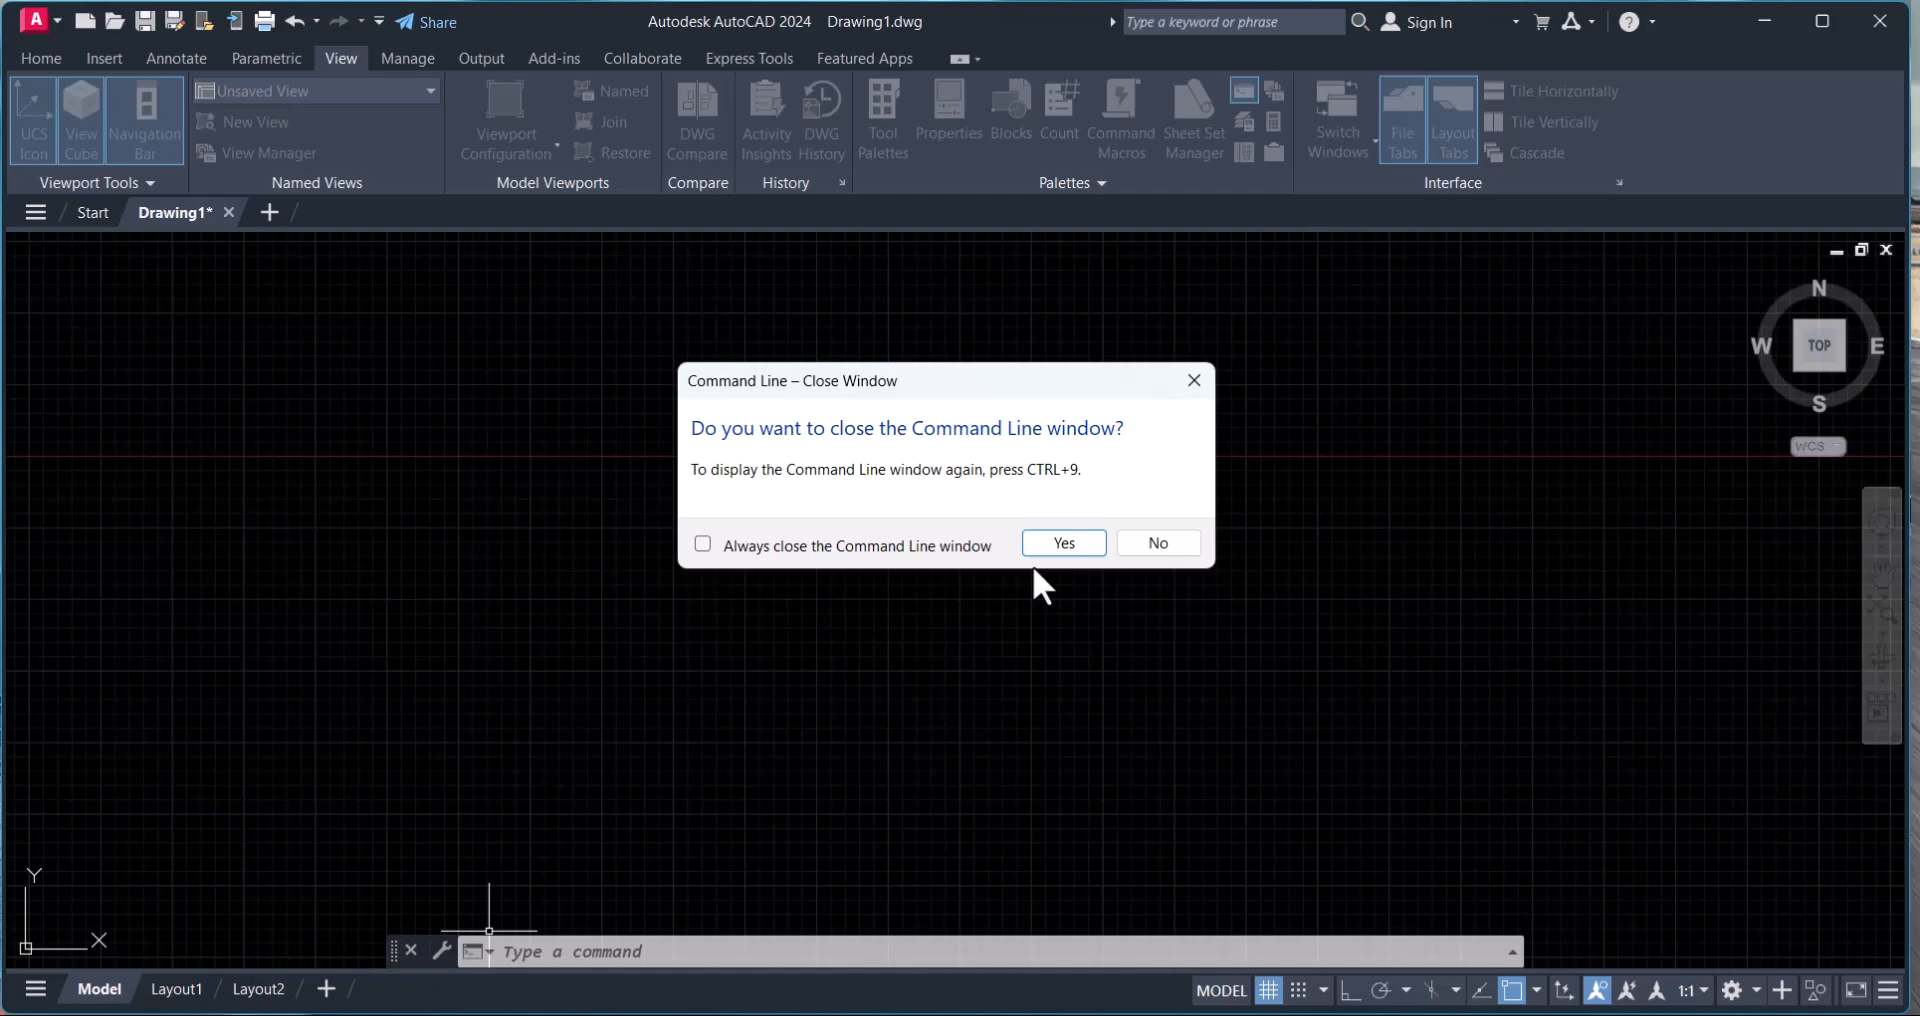 A Share Autodesk AutoCAD 2024 Drawing1.dwg Type a keyword or phrase Sign In ?
Home Insert Annotate Parametric View Manage Output Add-ins Collaborate Express Tools Featured Apps
UCS Icon
View Cube
Navigation Bar
Unsaved View
New View
View Manager
Viewport Configuration
Named
Join
Restore
DWG Compare
Activity Insights
DWG History
Tool Palettes
Properties
Blocks
Count
Command Macros
Sheet Set Manager
Switch Windows
File Tabs
Layout Tabs
Tile Horizontally
Tile Vertically
Cascade
Viewport Tools Named Views Model Viewports Compare History Palettes Interface
Start Drawing1*
N
W TOP E
S
WCS
Command Line – Close Window
Do you want to close the Command Line window?
To display the Command Line window again, press CTRL+9.
Always close the Command Line window Yes No
Y
X
Type a command
Model Layout1 Layout2 MODEL 1:1